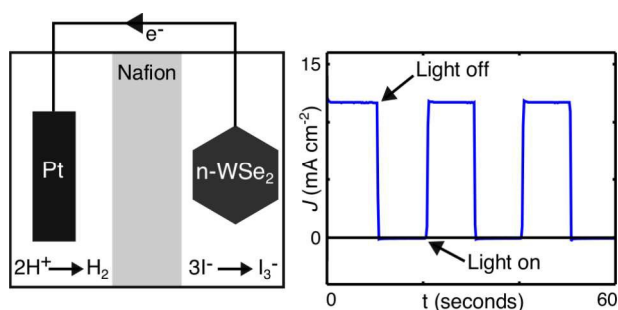 e-
Nafion
Pt
n-WSe₂
2H⁺ → H₂
3I⁻ → I₃⁻
15
Light off
J (mA cm⁻²)
0
Light on
0
60
t (seconds)